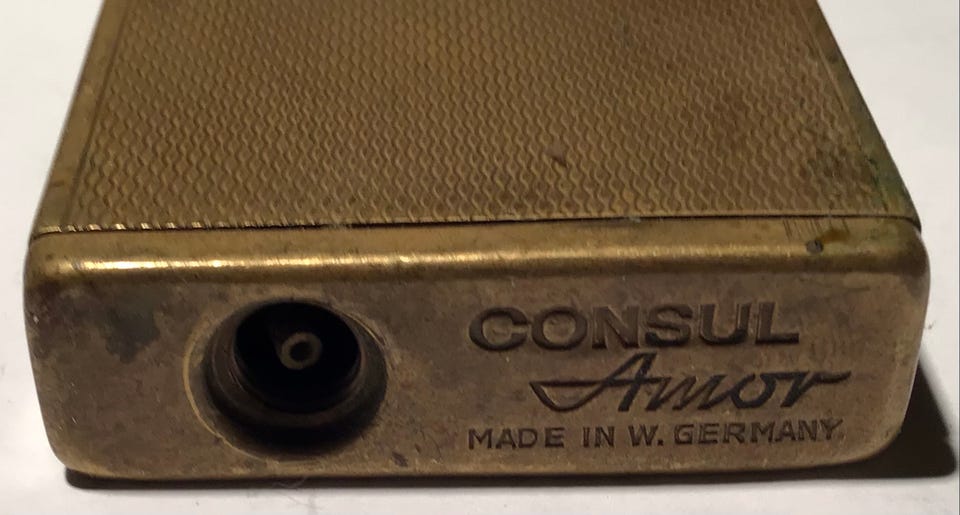 CONSUL
Amor
MADE IN W. GERMANY